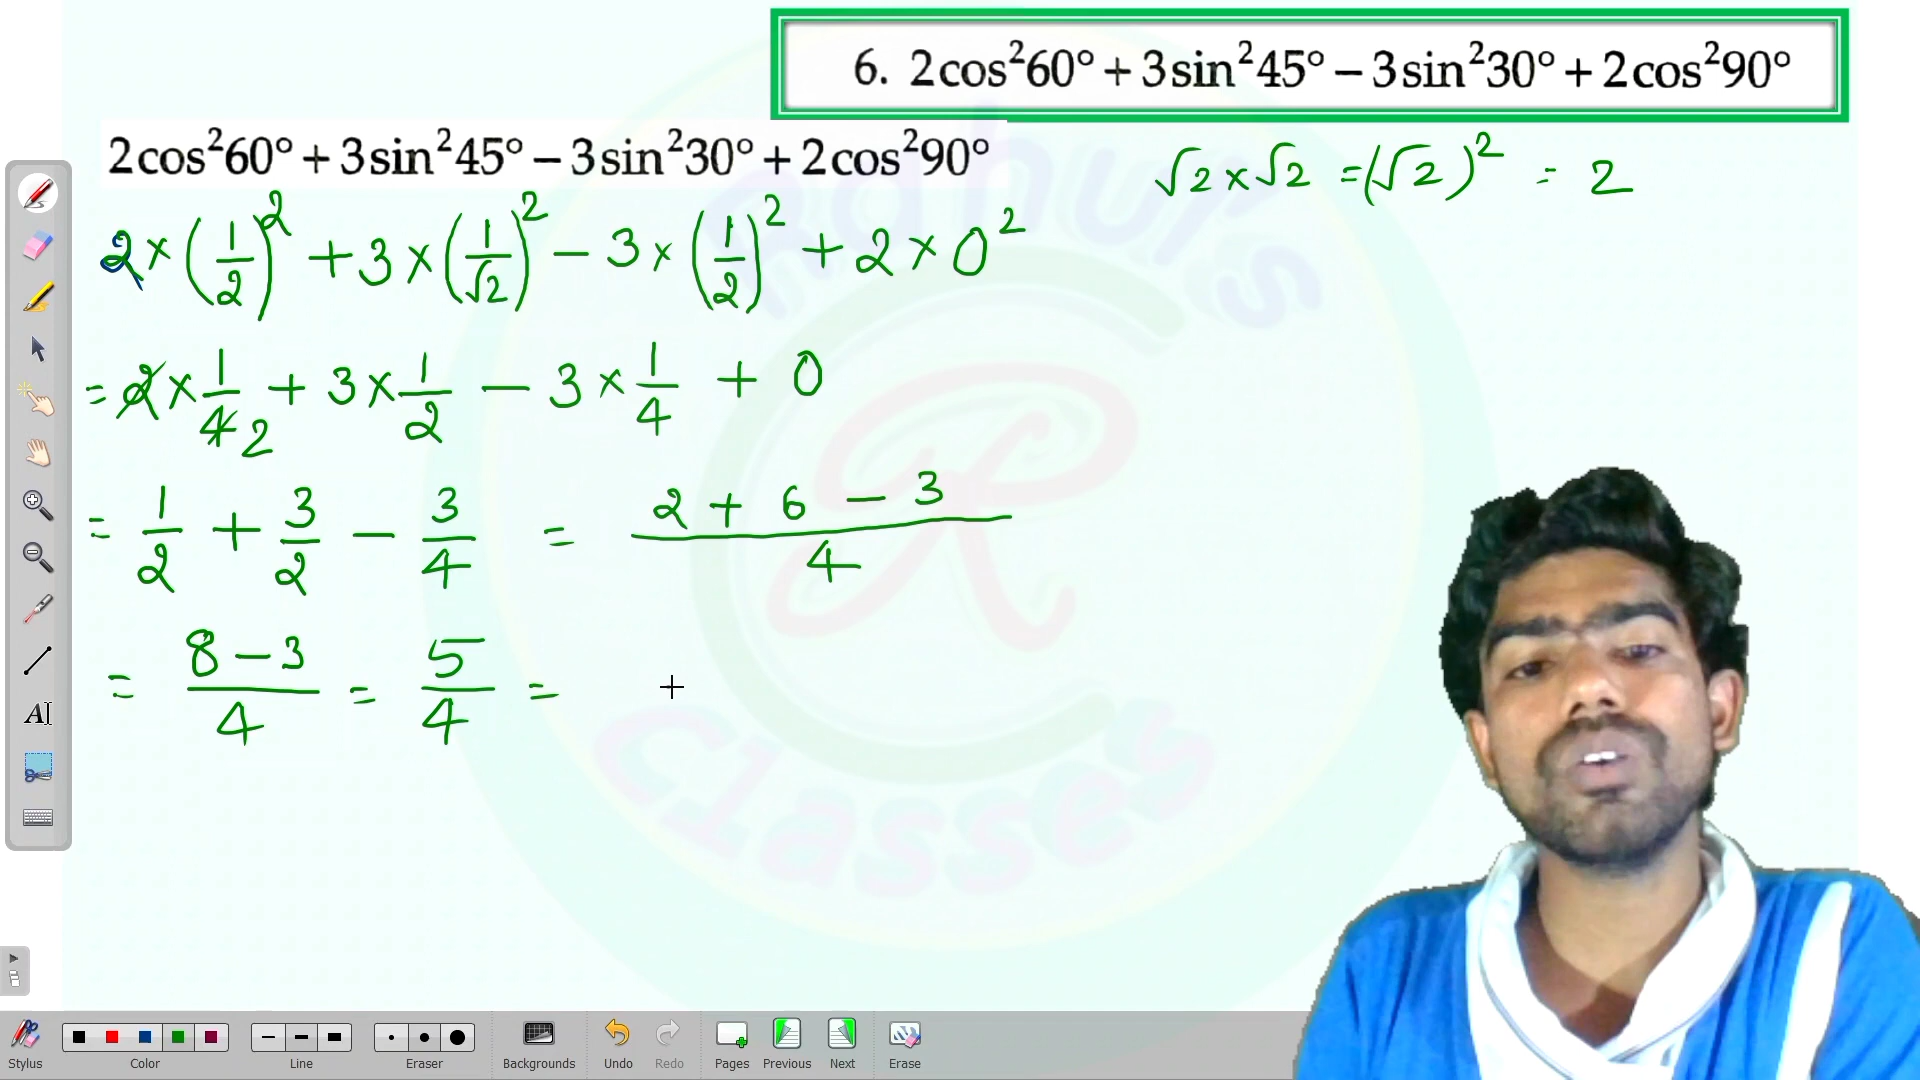 6. 2cos²60° + 3sin²45° – 3sin²30° + 2cos²90°
2cos²60° + 3sin²45° – 3sin²30° + 2cos²90°
√2 × √2 = (√2)² = 2
2 × (1/2)² + 3 × (1/√2)² – 3 × (1/2)² + 2 × 0²
= 2 × 1/4 2 + 3 × 1/2 – 3 × 1/4 + 0
= 1/2 + 3/2 – 3/4 = (2 + 6 – 3)/4
= (8 – 3)/4 = 5/4 =
Rahul's
R
Classes
A
Stylus Color Line Eraser Backgrounds Undo Redo Pages Previous Next Erase